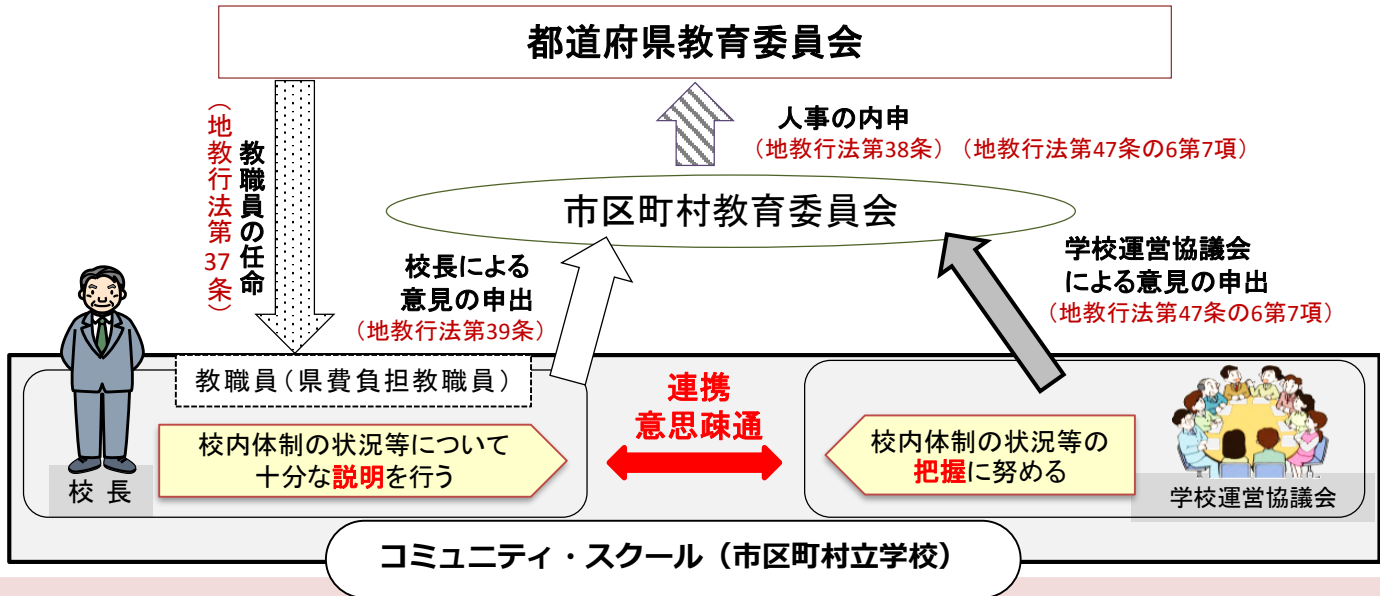 都道府県教育委員会
教職員の任命
（地教行法第37条）
人事の内申
（地教行法第38条）（地教行法第47条の6第7項）
市区町村教育委員会
校長による
意見の申出
（地教行法第39条）
学校運営協議会
による意見の申出
（地教行法第47条の6第7項）
教職員（県費負担教職員）
校内体制の状況等について
十分な説明を行う
校 長
連携
意思疎通
校内体制の状況等の
把握に努める
学校運営協議会
コミュニティ・スクール（市区町村立学校）